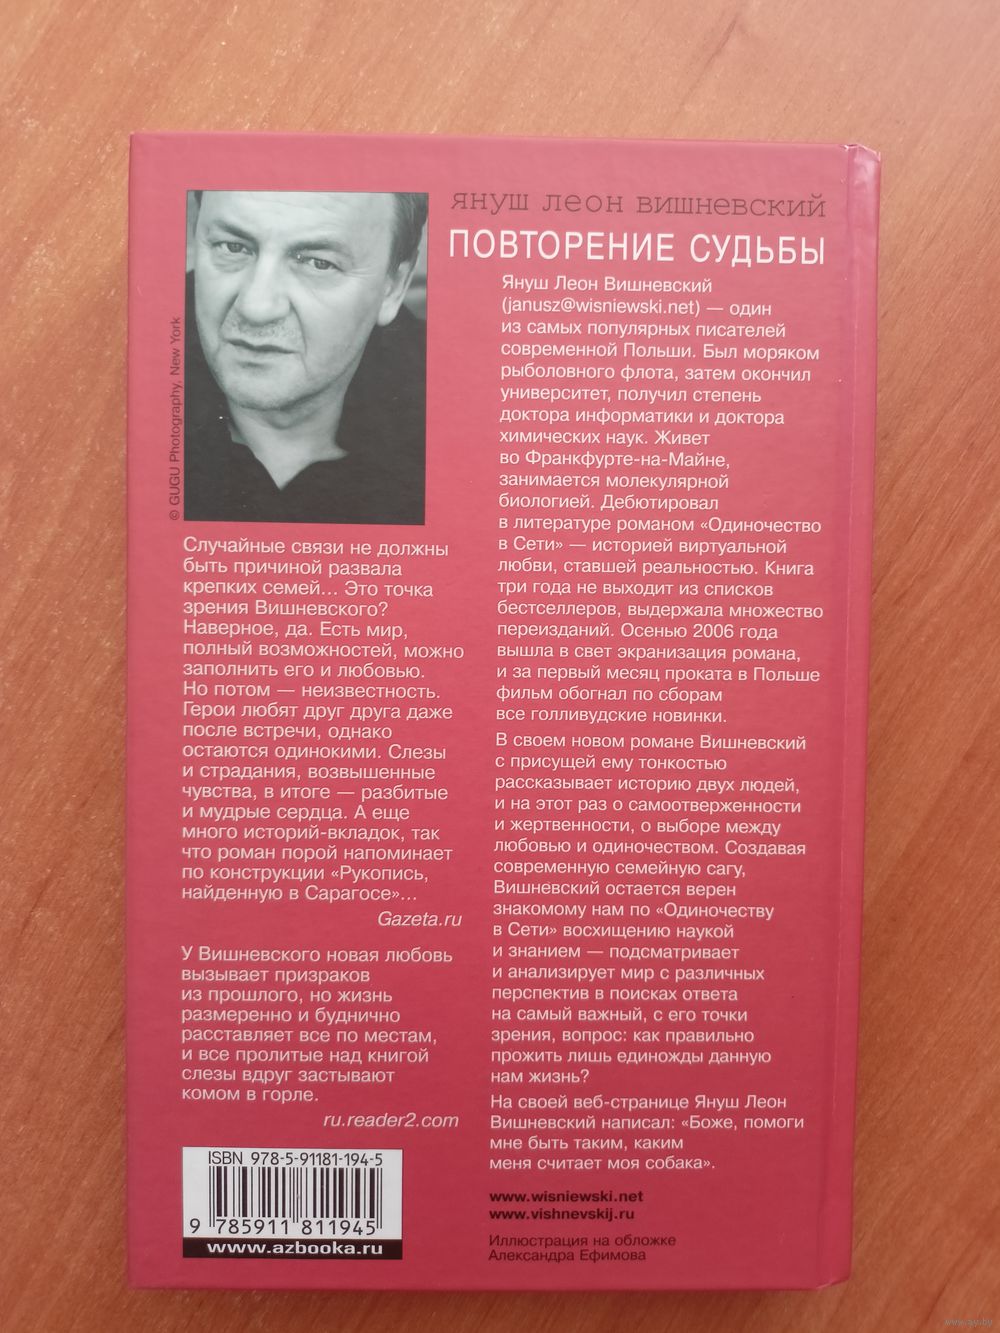 © GUGU Photography, New York
януш леон вишневский
ПОВТОРЕНИЕ СУДЬБЫ
Януш Леон Вишневский
(janusz@wisniewski.net) — один
из самых популярных писателей
современной Польши. Был моряком
рыболовного флота, затем окончил
университет, получил степень
доктора информатики и доктора
химических наук. Живет
во Франкфурте-на-Майне,
занимается молекулярной
биологией. Дебютировал
в литературе романом «Одиночество
в Сети» — историей виртуальной
любви, ставшей реальностью. Книга
три года не выходит из списков
бестселлеров, выдержала множество
переизданий. Осенью 2006 года
вышла в свет экранизация романа,
и за первый месяц проката в Польше
фильм обогнал по сборам
все голливудские новинки.
В своем новом романе Вишневский
с присущей ему тонкостью
рассказывает историю двух людей,
и на этот раз о самоотверженности
и жертвенности, о выборе между
любовью и одиночеством. Создавая
современную семейную сагу,
Вишневский остается верен
знакомому нам по «Одиночеству
в Сети» восхищению наукой
и знанием — подсматривает
и анализирует мир с различных
перспектив в поисках ответа
на самый важный, с его точки
зрения, вопрос: как правильно
прожить лишь единожды данную
нам жизнь?
На своей веб-странице Януш Леон
Вишневский написал: «Боже, помоги
мне быть таким, каким
меня считает моя собака».
www.wisniewski.net
www.vishnevskij.ru
Иллюстрация на обложке
Александра Ефимова
Случайные связи не должны
быть причиной развала
крепких семей... Это точка
зрения Вишневского?
Наверное, да. Есть мир,
полный возможностей, можно
заполнить его и любовью.
Но потом — неизвестность.
Герои любят друг друга даже
после встречи, однако
остаются одинокими. Слезы
и страдания, возвышенные
чувства, в итоге — разбитые
и мудрые сердца. А еще
много историй-вкладок, так
что роман порой напоминает
по конструкции «Рукопись,
найденную в Сарагосе»...
Gazeta.ru
У Вишневского новая любовь
вызывает призраков
из прошлого, но жизнь
размеренно и буднично
расставляет все по местам,
и все пролитые над книгой
слезы вдруг застывают
комом в горле.
ru.reader2.com
ISBN 978-5-91181-194-5
9 785911 811945
www.azbooka.ru
www.ay.by